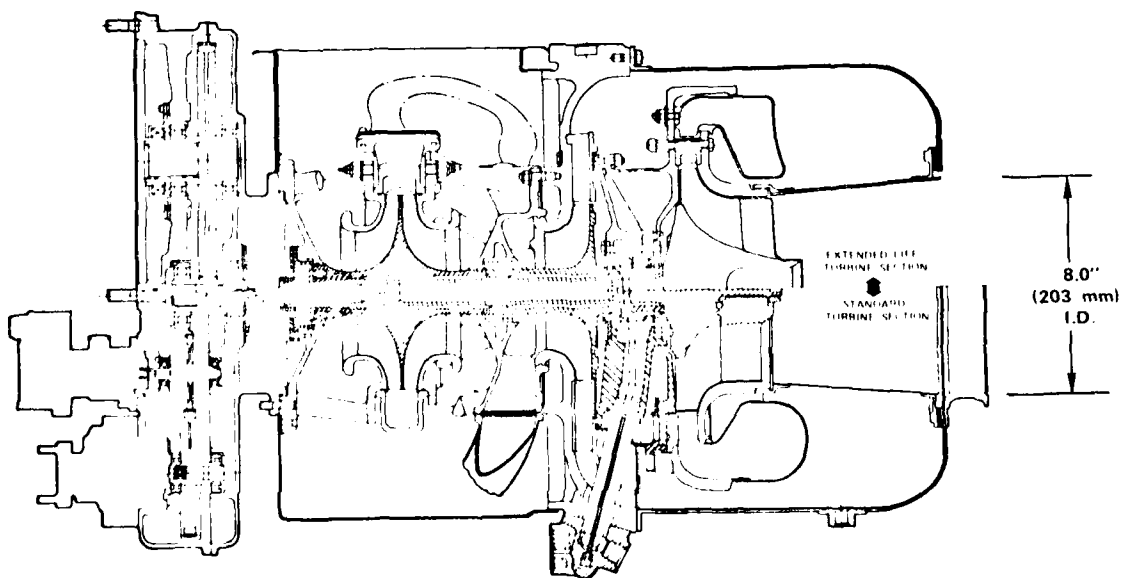 EXTENDED LIFE
TURBINE SECTION
STANDARD
TURBINE SECTION
8.0"
(203 mm)
I.D.